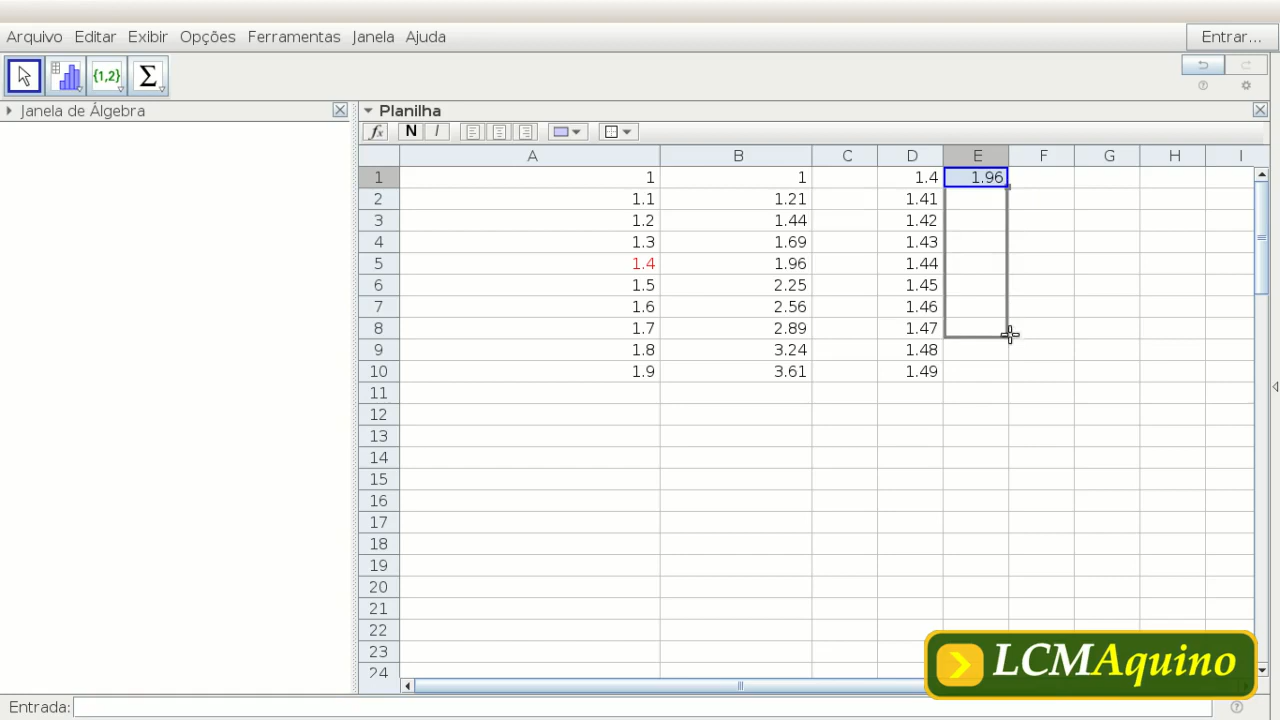 Arquivo Editar Exibir Opções Ferramentas Janela Ajuda Entrar...
{1,2} Σ
Janela de Álgebra Planilha
fx N I
A B C D E F G H I
1 1 1 1.4 1.96
2 1.1 1.21 1.41
3 1.2 1.44 1.42
4 1.3 1.69 1.43
5 1.4 1.96 1.44
6 1.5 2.25 1.45
7 1.6 2.56 1.46
8 1.7 2.89 1.47
9 1.8 3.24 1.48
10 1.9 3.61 1.49
11
12
13
14
15
16
17
18
19
20
21
22
23
24
LCMAquino
Entrada: